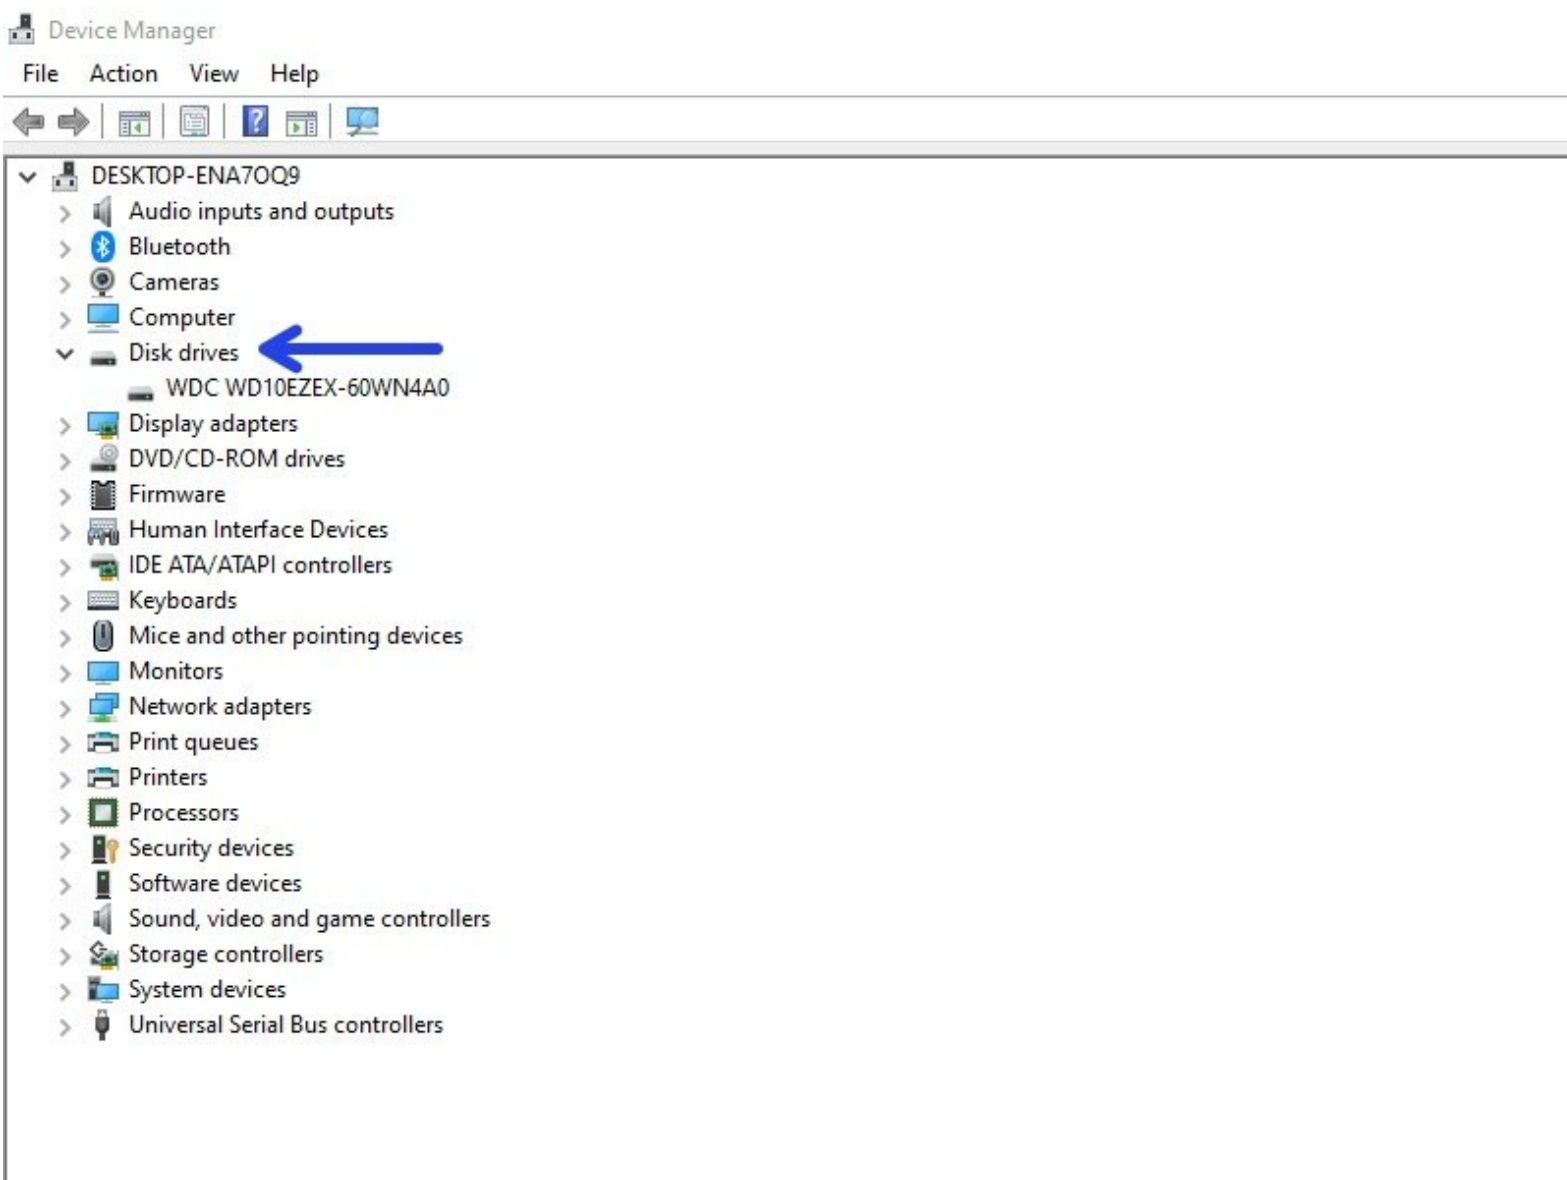 Device Manager
File Action View Help
?
DESKTOP-ENA7OQ9
Audio inputs and outputs
Bluetooth
Cameras
Computer
Disk drives
WDC WD10EZEX-60WN4A0
Display adapters
DVD/CD-ROM drives
Firmware
Human Interface Devices
IDE ATA/ATAPI controllers
Keyboards
Mice and other pointing devices
Monitors
Network adapters
Print queues
Printers
Processors
Security devices
Software devices
Sound, video and game controllers
Storage controllers
System devices
Universal Serial Bus controllers